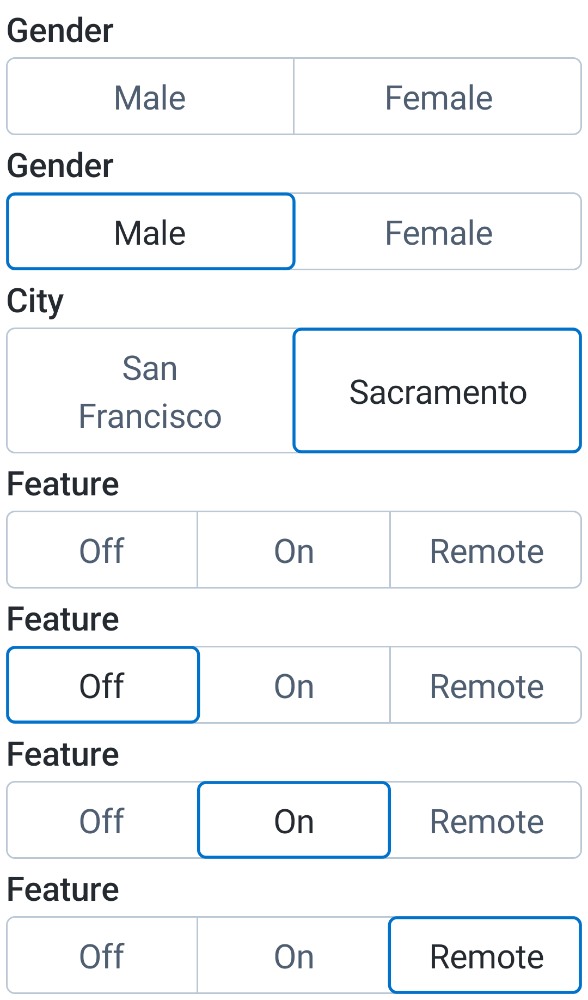 Gender
Male Female
Gender
Male Female
City
San
Francisco
Sacramento
Feature
Off On Remote
Feature
Off On Remote
Feature
Off On Remote
Feature
Off On Remote